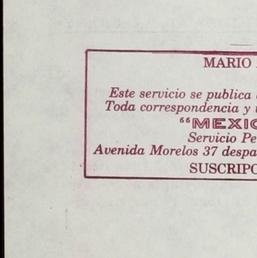 MARIO
Este servicio se publica
Toda correspondencia y
"MEXIC
Servicio Pe
Avenida Morelos 37 despa
SUSCRIPC